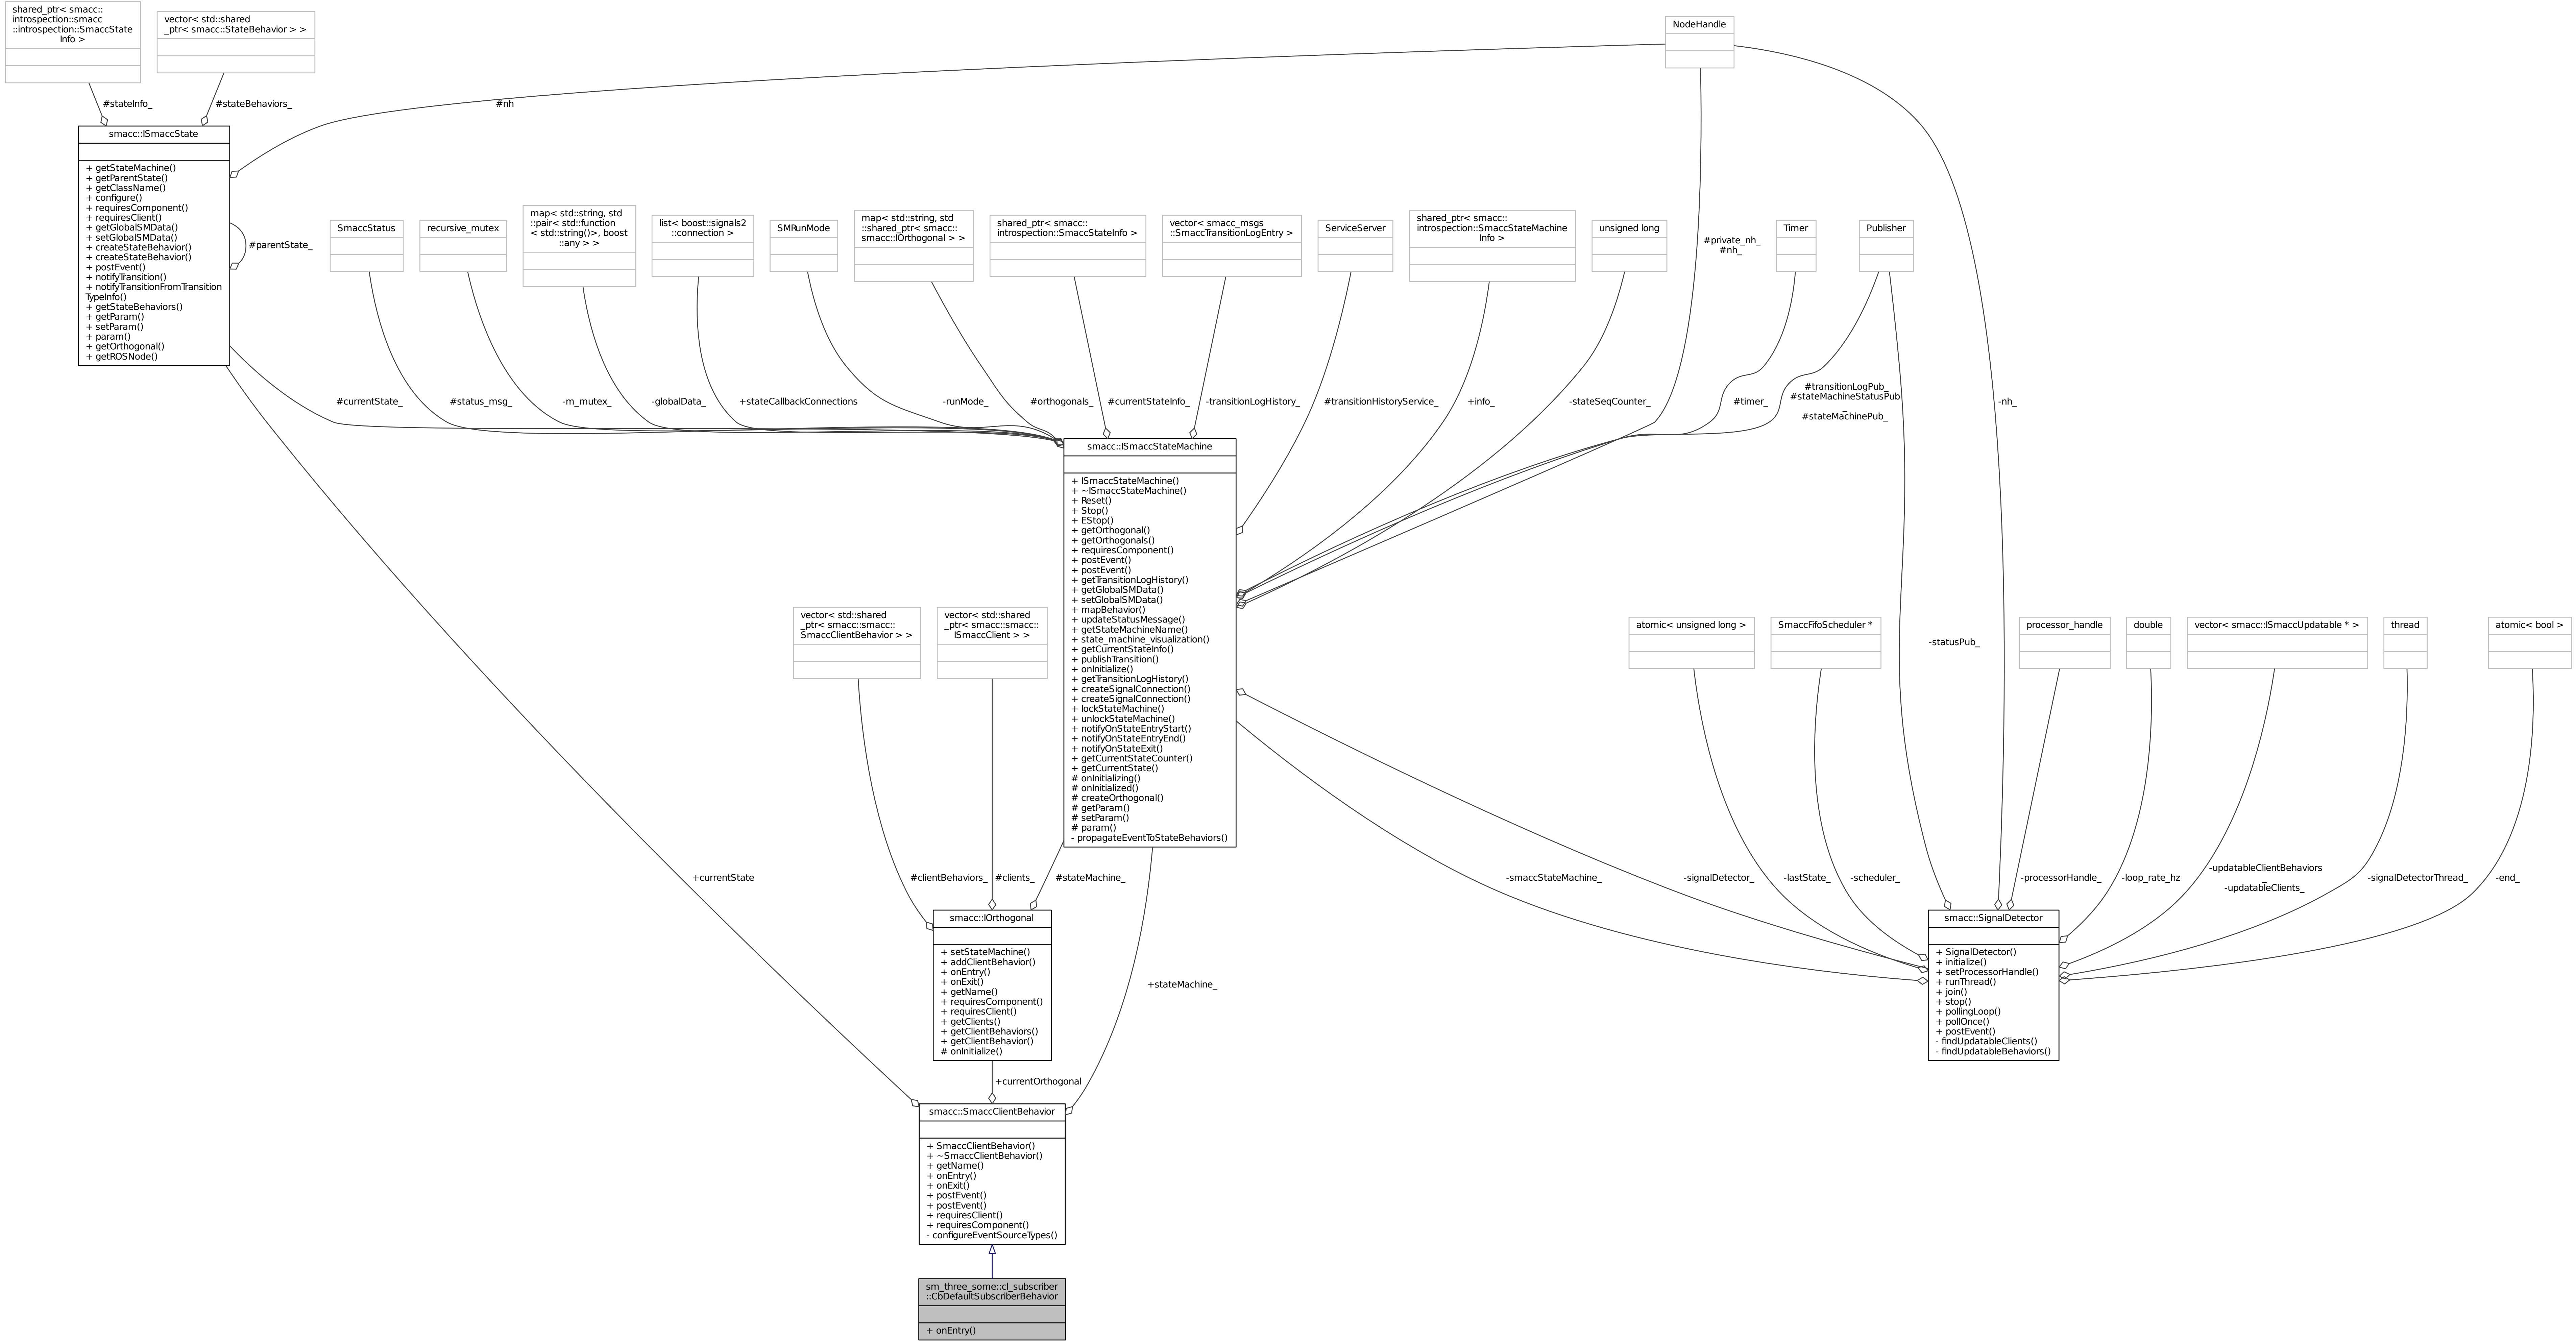 shared_ptr< smacc::
introspection::smacc
::introspection::SmaccState
Info >
vector< std::shared
_ptr< smacc::StateBehavior > >
NodeHandle
#stateInfo_
#stateBehaviors_
#nh
smacc::ISmaccState
+ getStateMachine()
+ getParentState()
+ getClassName()
+ configure()
+ requiresComponent()
+ requiresClient()
+ getGlobalSMData()
+ setGlobalSMData()
+ createStateBehavior()
+ createStateBehavior()
+ postEvent()
+ notifyTransition()
+ notifyTransitionFromTransition
TypeInfo()
+ getStateBehaviors()
+ getParam()
+ setParam()
+ param()
+ getOrthogonal()
+ getROSNode()
#parentState_
SmaccStatus
recursive_mutex
map< std::string, std
::pair< std::function
< std::string()>, boost
::any > >
list< boost::signals2
::connection >
SMRunMode
map< std::string, std
::shared_ptr< smacc::
smacc::IOrthogonal > >
shared_ptr< smacc::
introspection::SmaccStateInfo >
vector< smacc_msgs
::SmaccTransitionLogEntry >
ServiceServer
shared_ptr< smacc::
introspection::SmaccStateMachine
Info >
unsigned long
#private_nh_
#nh_
Timer
Publisher
#currentState_
#status_msg_
-m_mutex_
-globalData_
+stateCallbackConnections
-runMode_
#orthogonals_
#currentStateInfo_
-transitionLogHistory_
#transitionHistoryService_
+info_
-stateSeqCounter_
#timer_
#transitionLogPub_
#stateMachineStatusPub
_
#stateMachinePub_
-nh_
smacc::ISmaccStateMachine
+ ISmaccStateMachine()
+ ~ISmaccStateMachine()
+ Reset()
+ Stop()
+ EStop()
+ getOrthogonal()
+ getOrthogonals()
+ requiresComponent()
+ postEvent()
+ postEvent()
+ getTransitionLogHistory()
+ getGlobalSMData()
+ setGlobalSMData()
+ mapBehavior()
+ updateStatusMessage()
+ getStateMachineName()
+ state_machine_visualization()
+ getCurrentStateInfo()
+ publishTransition()
+ onInitialize()
+ getTransitionLogHistory()
+ createSignalConnection()
+ createSignalConnection()
+ lockStateMachine()
+ unlockStateMachine()
+ notifyOnStateEntryStart()
+ notifyOnStateEntryEnd()
+ notifyOnStateExit()
+ getCurrentStateCounter()
+ getCurrentState()
# onInitializing()
# onInitialized()
# createOrthogonal()
# getParam()
# setParam()
# param()
- propagateEventToStateBehaviors()
vector< std::shared
_ptr< smacc::smacc::
SmaccClientBehavior > >
vector< std::shared
_ptr< smacc::smacc::
ISmaccClient > >
atomic< unsigned long >
SmaccFifoScheduler *
-statusPub_
processor_handle
double
vector< smacc::ISmaccUpdatable * >
thread
atomic< bool >
+currentState
#clientBehaviors_
#clients_
#stateMachine_
-smaccStateMachine_
-signalDetector_
-lastState_
-scheduler_
-processorHandle_
-loop_rate_hz
-updatableClientBehaviors
_
-updatableClients_
-signalDetectorThread_
-end_
smacc::IOrthogonal
+ setStateMachine()
+ addClientBehavior()
+ onEntry()
+ onExit()
+ getName()
+ requiresComponent()
+ requiresClient()
+ getClients()
+ getClientBehaviors()
+ getClientBehavior()
# onInitialize()
+stateMachine_
smacc::SignalDetector
+ SignalDetector()
+ initialize()
+ setProcessorHandle()
+ runThread()
+ join()
+ stop()
+ pollingLoop()
+ pollOnce()
+ postEvent()
- findUpdatableClients()
- findUpdatableBehaviors()
+currentOrthogonal
smacc::SmaccClientBehavior
+ SmaccClientBehavior()
+ ~SmaccClientBehavior()
+ getName()
+ onEntry()
+ onExit()
+ postEvent()
+ postEvent()
+ requiresClient()
+ requiresComponent()
- configureEventSourceTypes()
sm_three_some::cl_subscriber
::CbDefaultSubscriberBehavior
+ onEntry()